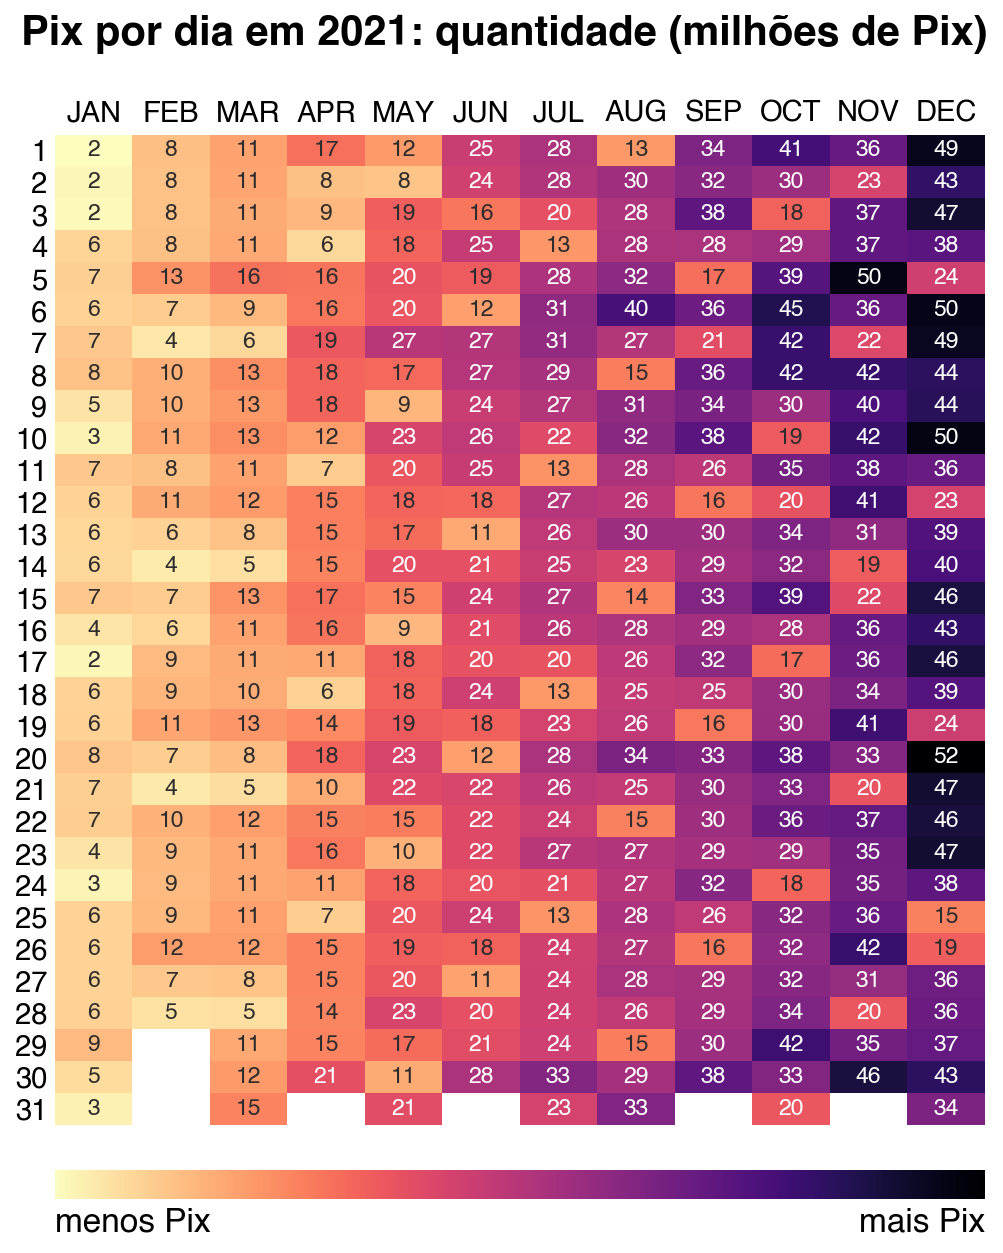 Pix por dia em 2021: quantidade (milhões de Pix)
JAN FEB MAR APR MAY JUN JUL AUG SEP OCT NOV DEC
1 2 8 11 17 12 25 28 13 34 41 36 49
2 2 8 11 8 8 24 28 30 32 30 23 43
3 2 8 11 9 19 16 20 28 38 18 37 47
4 6 8 11 6 18 25 13 28 28 29 37 38
5 7 13 16 16 20 19 28 32 17 39 50 24
6 6 7 9 16 20 12 31 40 36 45 36 50
7 7 4 6 19 27 27 31 27 21 42 22 49
8 8 10 13 18 17 27 29 15 36 42 42 44
9 5 10 13 18 9 24 27 31 34 30 40 44
10 3 11 13 12 23 26 22 32 38 19 42 50
11 7 8 11 7 20 25 13 28 26 35 38 36
12 6 11 12 15 18 18 27 26 16 20 41 23
13 6 6 8 15 17 11 26 30 30 34 31 39
14 6 4 5 15 20 21 25 23 29 32 19 40
15 7 7 13 17 15 24 27 14 33 39 22 46
16 4 6 11 16 9 21 26 28 29 28 36 43
17 2 9 11 11 18 20 20 26 32 17 36 46
18 6 9 10 6 18 24 13 25 25 30 34 39
19 6 11 13 14 19 18 23 26 16 30 41 24
20 8 7 8 18 23 12 28 34 33 38 33 52
21 7 4 5 10 22 22 26 25 30 33 20 47
22 7 10 12 15 15 22 24 15 30 36 37 46
23 4 9 11 16 10 22 27 27 29 29 35 47
24 3 9 11 11 18 20 21 27 32 18 35 38
25 6 9 11 7 20 24 13 28 26 32 36 15
26 6 12 12 15 19 18 24 27 16 32 42 19
27 6 7 8 15 20 11 24 28 29 32 31 36
28 6 5 5 14 23 20 24 26 29 34 20 36
29 9 11 15 17 21 24 15 30 42 35 37
30 5 12 21 11 28 33 29 38 33 46 43
31 3 15 21 23 33 20 34
menos Pix mais Pix